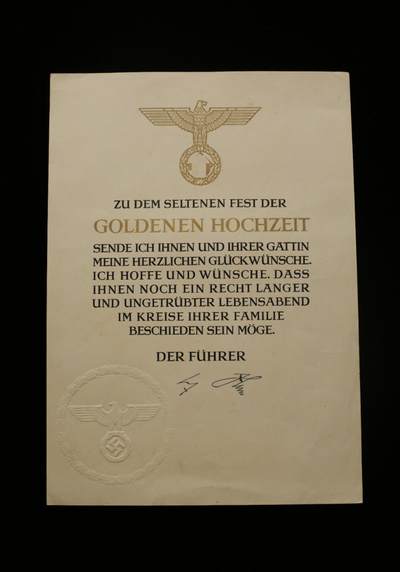 ZU DEM SELTENEN FEST DER
GOLDENEN HOCHZEIT
SENDE ICH IHNEN UND IHRER GATTIN
MEINE HERZLICHEN GLÜCKWÜNSCHE.
ICH HOFFE UND WÜNSCHE, DASS
IHNEN NOCH EIN RECHT LANGER
UND UNGETRÜBTER LEBENSABEND
IM KREISE IHRER FAMILIE
BESCHIEDEN SEIN MÖGE.
DER FÜHRER